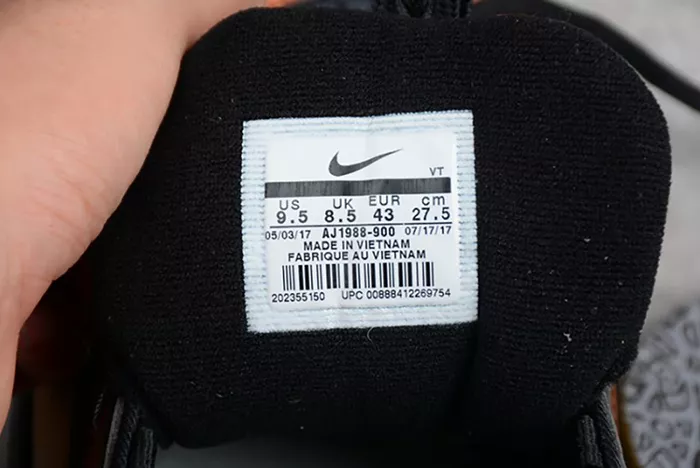 VT
US UK EUR cm
9.5 8.5 43 27.5
05/03/17 AJ1988-900 07/17/17
MADE IN VIETNAM
FABRIQUE AU VIETNAM
202355150 UPC 00888412269754